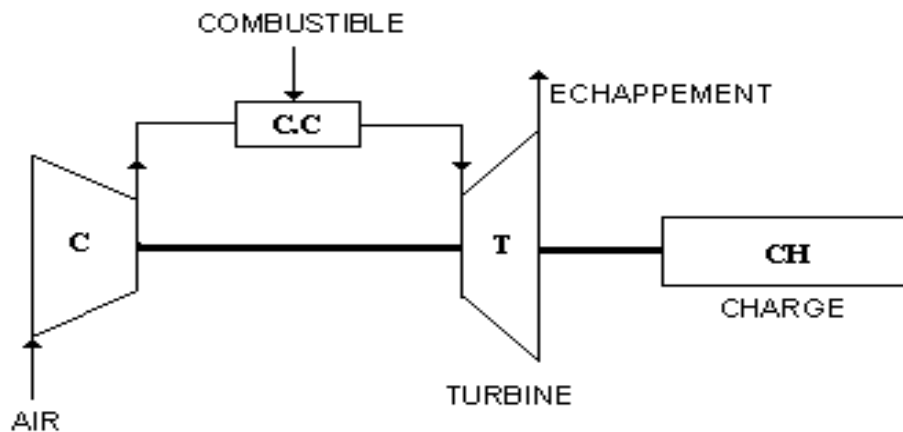 COMBUSTIBLE
ECHAPPEMENT
C.C
C
T
CH
CHARGE
TURBINE
AIR